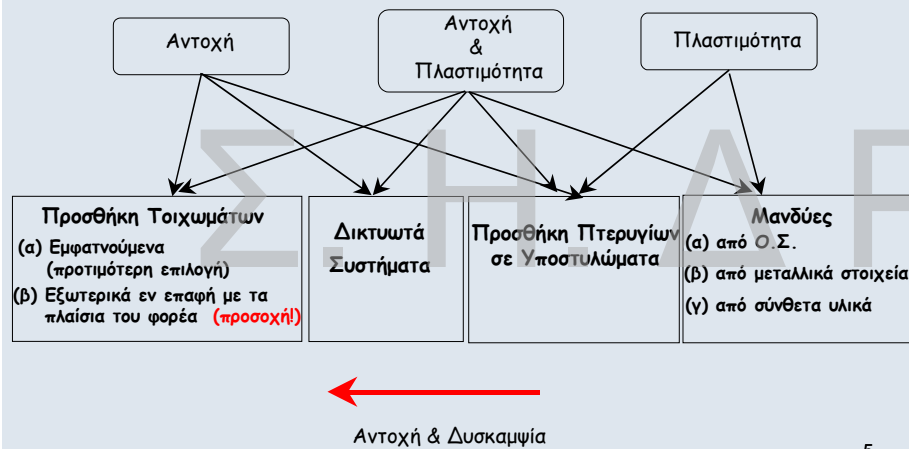 Αντοχή
Αντοχή
&
Πλαστιμότητα
Πλαστιμότητα
Προσθήκη Τοιχωμάτων
(α) Εμφατνούμενα
(προτιμότερη επιλογή)
(β) Εξωτερικά εν επαφή με τα
πλαίσια του φορέα (προσοχή!)
Δικτυωτά
Συστήματα
Προσθήκη Πτερυγίων
σε Υποστυλώματα
Μανδύες
(α) από Ο.Σ.
(β) από μεταλλικά στοιχεία
(γ) από σύνθετα υλικά
Αντοχή & Δυσκαμψία
Σ. Η. Δ